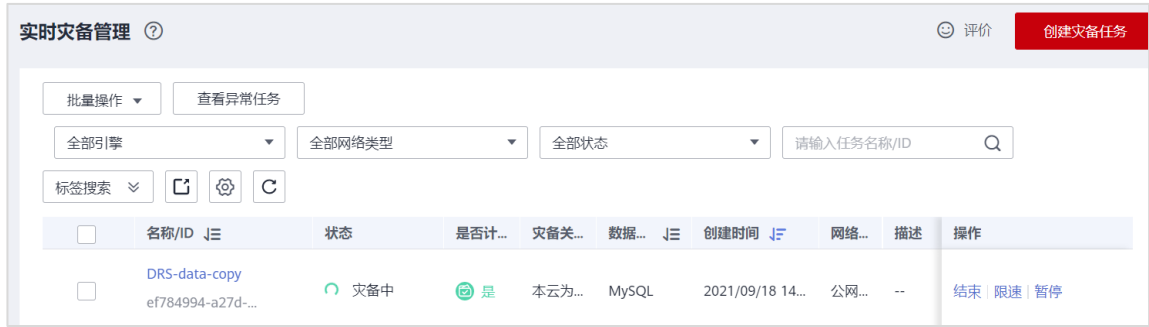 实时灾备管理
评价
创建灾备任务
批量操作
查看异常任务
全部引擎
全部网络类型
全部状态
请输入任务名称/ID
标签搜索
名称/ID 状态 是否计... 灾备关... 数据... 创建时间 网络... 描述 操作
DRS-data-copy
ef784994-a27d-...
灾备中 是 本云为... MySQL 2021/09/18 14... 公网... -- 结束 限速 暂停